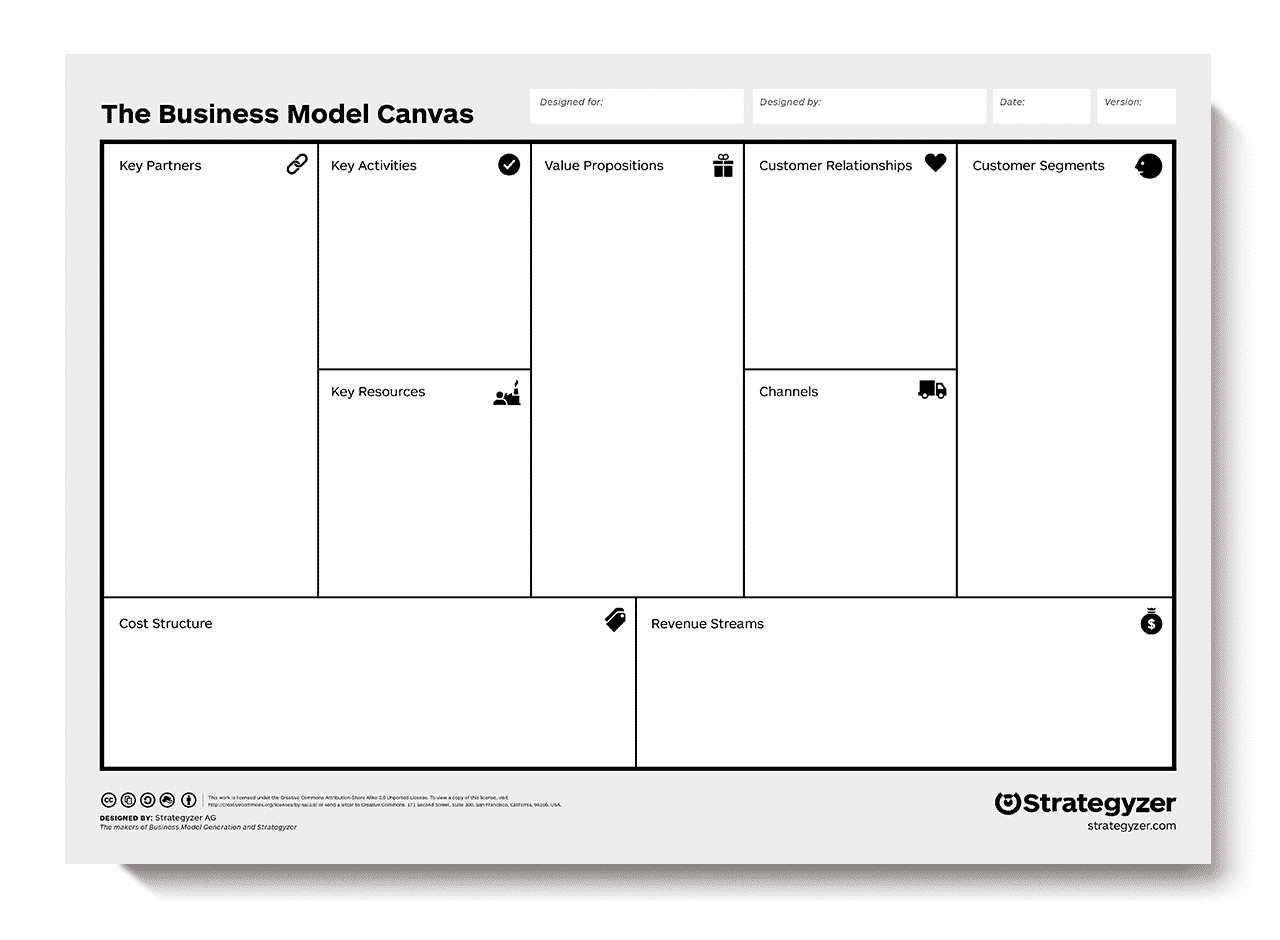 The Business Model Canvas
Designed for:
Designed by:
Date:
Version:
Key Partners
Key Activities
Value Propositions
Customer Relationships
Customer Segments
Key Resources
Channels
Cost Structure
Revenue Streams
$
cc
This work is licensed under the Creative Commons Attribution-Share Alike 3.0 Unported License. To view a copy of this license, visit:
http://creativecommons.org/licenses/by-sa/3.0/ or send a letter to Creative Commons, 171 Second Street, Suite 300, San Francisco, California, 94105, USA.
DESIGNED BY: Strategyzer AG
The makers of Business Model Generation and Strategyzer
Strategyzer
strategyzer.com